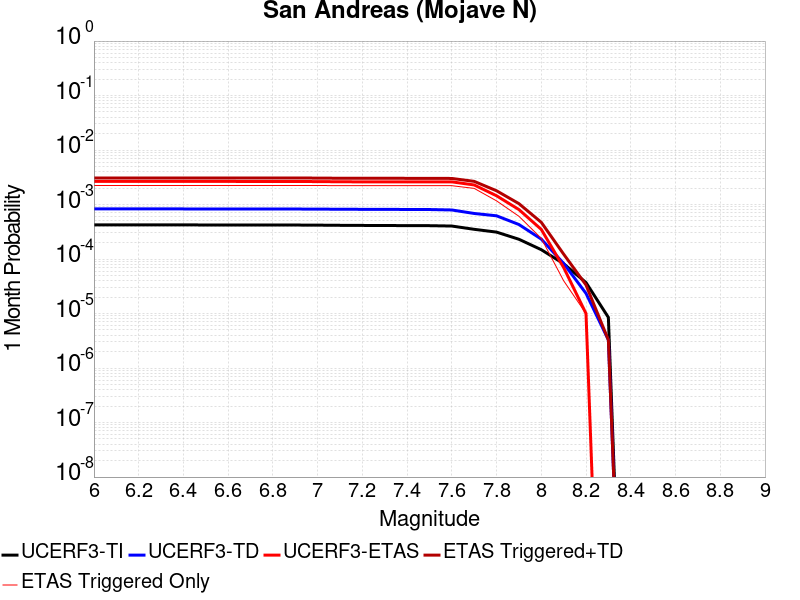 San Andreas (Mojave N)
10 0
10 -1
10 -2
10 -3
10 -4
10 -5
10 -6
10 -7
10 -8
1 Month Probability
6 6.2 6.4 6.6 6.8 7 7.2 7.4 7.6 7.8 8 8.2 8.4 8.6 8.8 9
Magnitude
UCERF3-TI UCERF3-TD UCERF3-ETAS ETAS Triggered+TD
ETAS Triggered Only